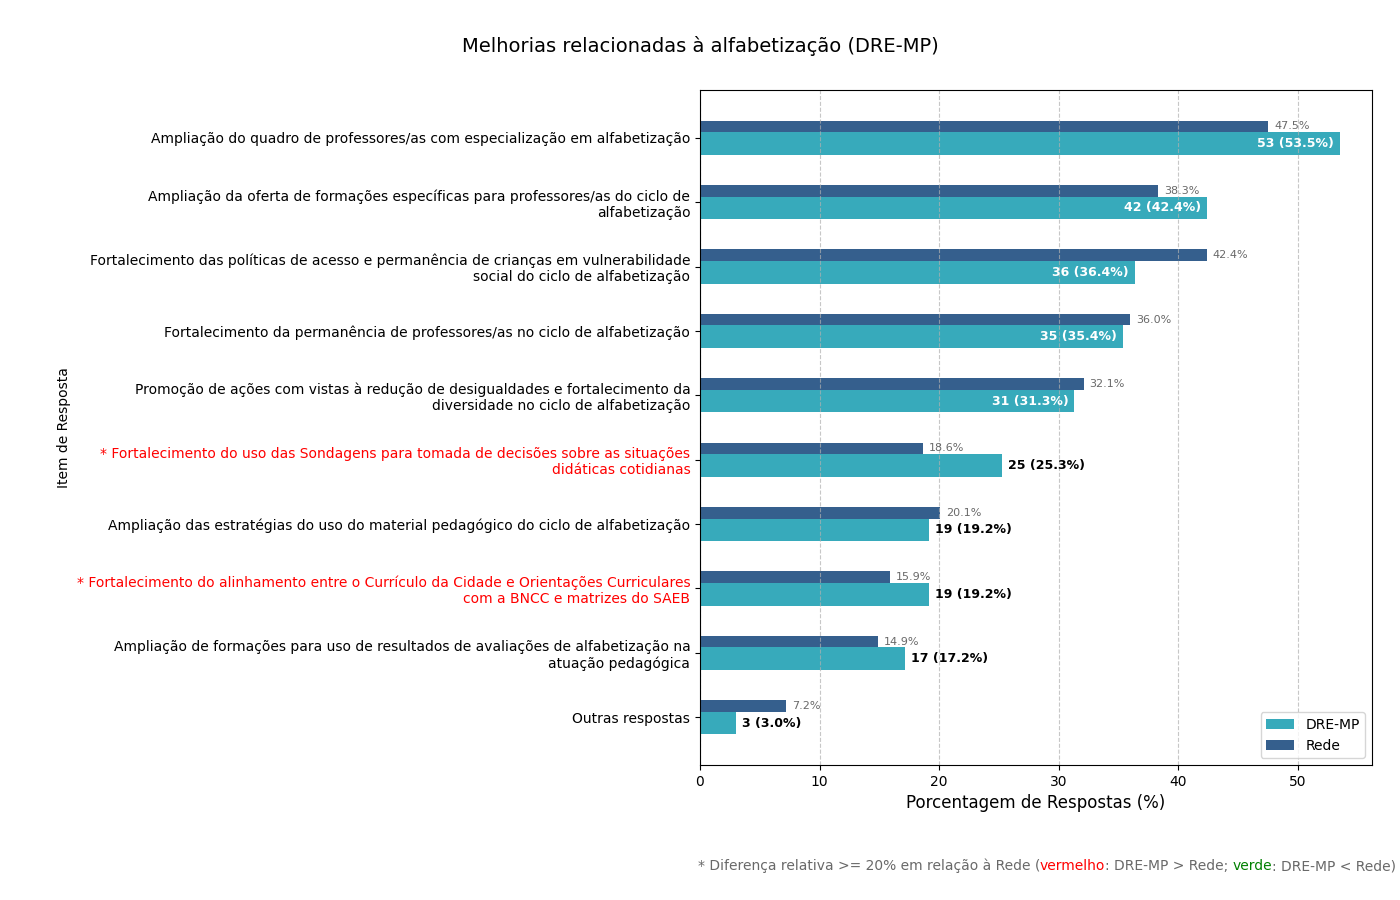 Melhorias relacionadas à alfabetização (DRE-MP)
Item de Resposta
Ampliação do quadro de professores/as com especialização em alfabetização
47.5%
53 (53.5%)
Ampliação da oferta de formações específicas para professores/as do ciclo de
alfabetização
38.3%
42 (42.4%)
Fortalecimento das políticas de acesso e permanência de crianças em vulnerabilidade
social do ciclo de alfabetização
42.4%
36 (36.4%)
Fortalecimento da permanência de professores/as no ciclo de alfabetização
36.0%
35 (35.4%)
Promoção de ações com vistas à redução de desigualdades e fortalecimento da
diversidade no ciclo de alfabetização
32.1%
31 (31.3%)
* Fortalecimento do uso das Sondagens para tomada de decisões sobre as situações
didáticas cotidianas
18.6%
25 (25.3%)
Ampliação das estratégias do uso do material pedagógico do ciclo de alfabetização
20.1%
19 (19.2%)
* Fortalecimento do alinhamento entre o Currículo da Cidade e Orientações Curriculares
com a BNCC e matrizes do SAEB
15.9%
19 (19.2%)
Ampliação de formações para uso de resultados de avaliações de alfabetização na
atuação pedagógica
14.9%
17 (17.2%)
Outras respostas
7.2%
3 (3.0%)
DRE-MP
Rede
0 10 20 30 40 50
Porcentagem de Respostas (%)
* Diferença relativa >= 20% em relação à Rede (vermelho: DRE-MP > Rede; verde: DRE-MP < Rede)